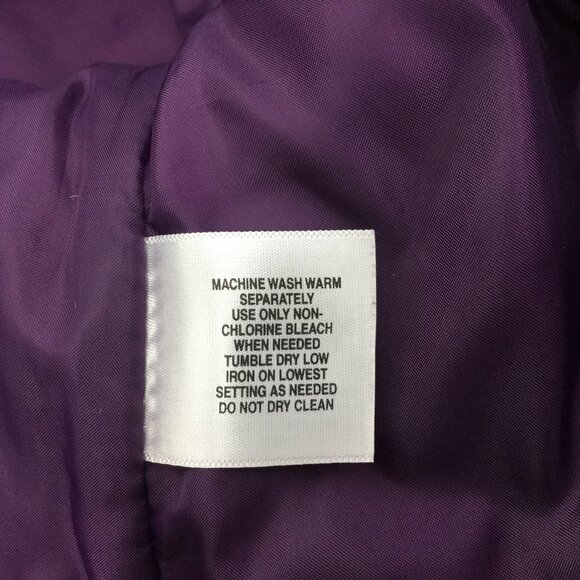 MACHINE WASH WARM
SEPARATELY
USE ONLY NON-
CHLORINE BLEACH
WHEN NEEDED
TUMBLE DRY LOW
IRON ON LOWEST
SETTING AS NEEDED
DO NOT DRY CLEAN